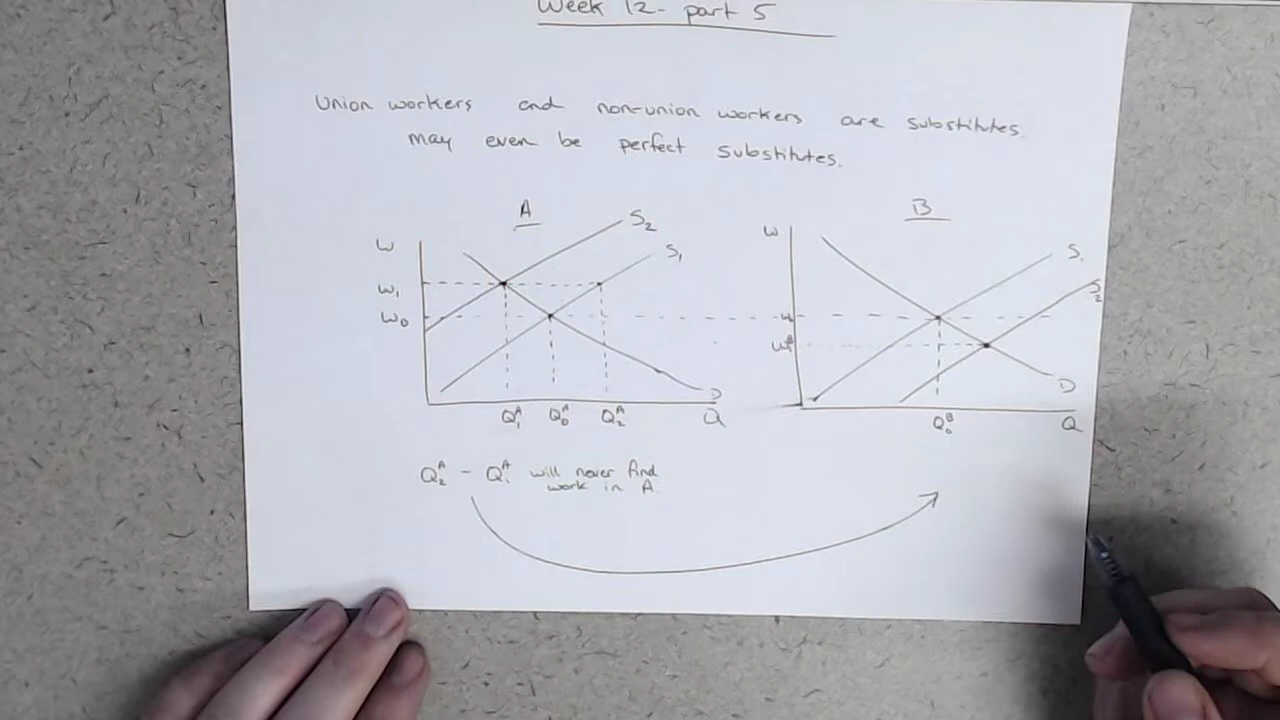 Week 12 - part 5
Union workers and non-union workers are substitutes.
may even be perfect substitutes.
A
B
W
S₂
S₁
W₁
W₀
D
Q₁ᴬ Q₀ᴬ Q₂ᴬ Q
W
S₁
S₂
W₁ᴮ
D
Q₀ᴮ Q
Q₂ᴬ - Q₁ᴬ will never find
work in A.